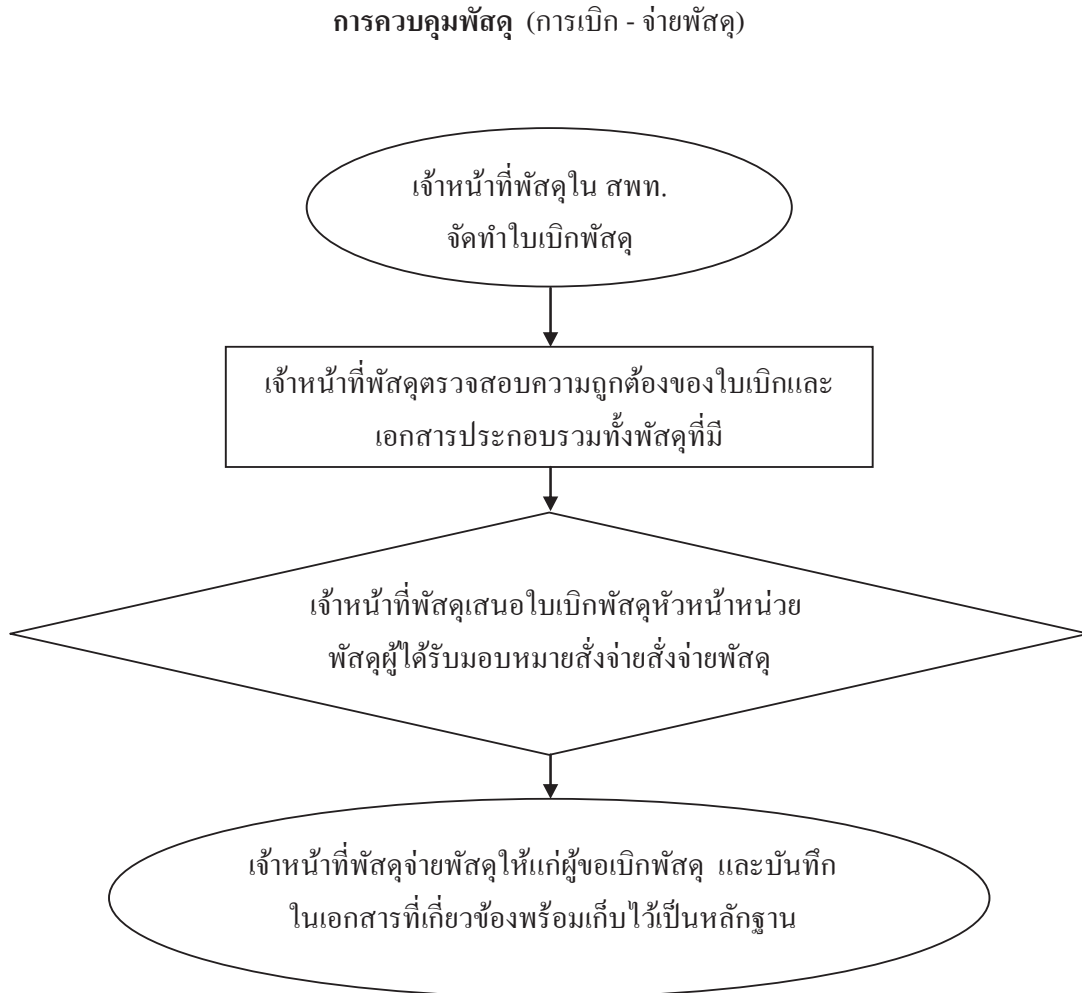 การควบคุมพัสดุ (การเบิก - จ่ายพัสดุ)
เจ้าหน้าที่พัสดุใน สพท.
จัดทำใบเบิกพัสดุ
เจ้าหน้าที่พัสดุตรวจสอบความถูกต้องของใบเบิกและ
เอกสารประกอบรวมทั้งพัสดุที่มี
เจ้าหน้าที่พัสดุเสนอใบเบิกพัสดุหัวหน้าหน่วย
พัสดุผู้ได้รับมอบหมายสั่งจ่ายสั่งจ่ายพัสดุ
เจ้าหน้าที่พัสดุจ่ายพัสดุให้แก่ผู้ขอเบิกพัสดุ และบันทึก
ในเอกสารที่เกี่ยวข้องพร้อมเก็บไว้เป็นหลักฐาน